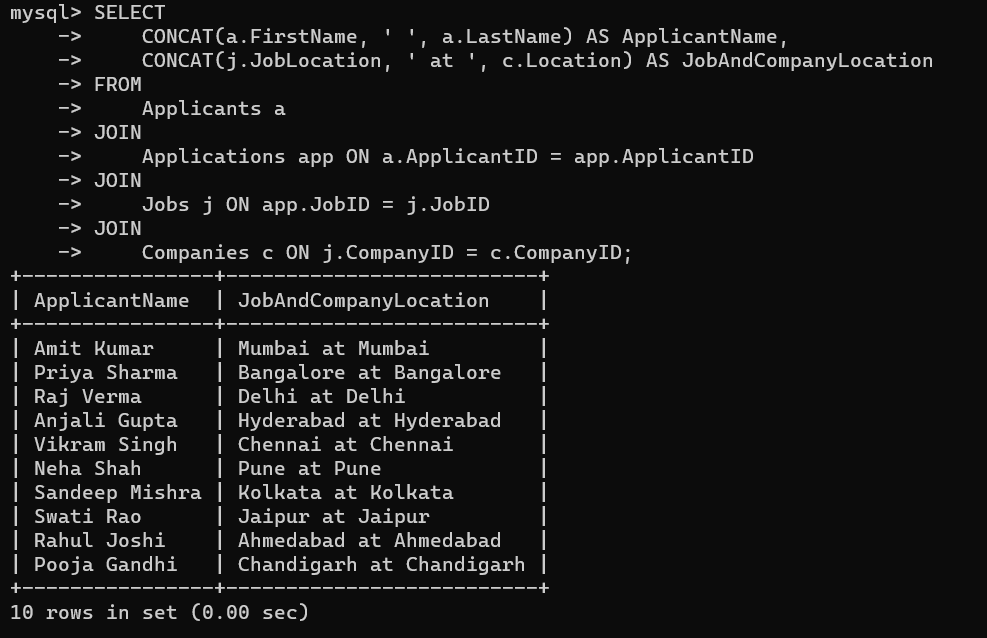 mysql> SELECT
    ->     CONCAT(a.FirstName, ' ', a.LastName) AS ApplicantName,
    ->     CONCAT(j.JobLocation, ' at ', c.Location) AS JobAndCompanyLocation
    -> FROM
    ->     Applicants a
    -> JOIN
    ->     Applications app ON a.ApplicantID = app.ApplicantID
    -> JOIN
    ->     Jobs j ON app.JobID = j.JobID
    -> JOIN
    ->     Companies c ON j.CompanyID = c.CompanyID;
+----------------+--------------------------+
| ApplicantName  | JobAndCompanyLocation    |
+----------------+--------------------------+
| Amit Kumar     | Mumbai at Mumbai         |
| Priya Sharma   | Bangalore at Bangalore   |
| Raj Verma      | Delhi at Delhi           |
| Anjali Gupta   | Hyderabad at Hyderabad   |
| Vikram Singh   | Chennai at Chennai       |
| Neha Shah      | Pune at Pune             |
| Sandeep Mishra | Kolkata at Kolkata       |
| Swati Rao      | Jaipur at Jaipur         |
| Rahul Joshi    | Ahmedabad at Ahmedabad   |
| Pooja Gandhi   | Chandigarh at Chandigarh |
+----------------+--------------------------+
10 rows in set (0.00 sec)